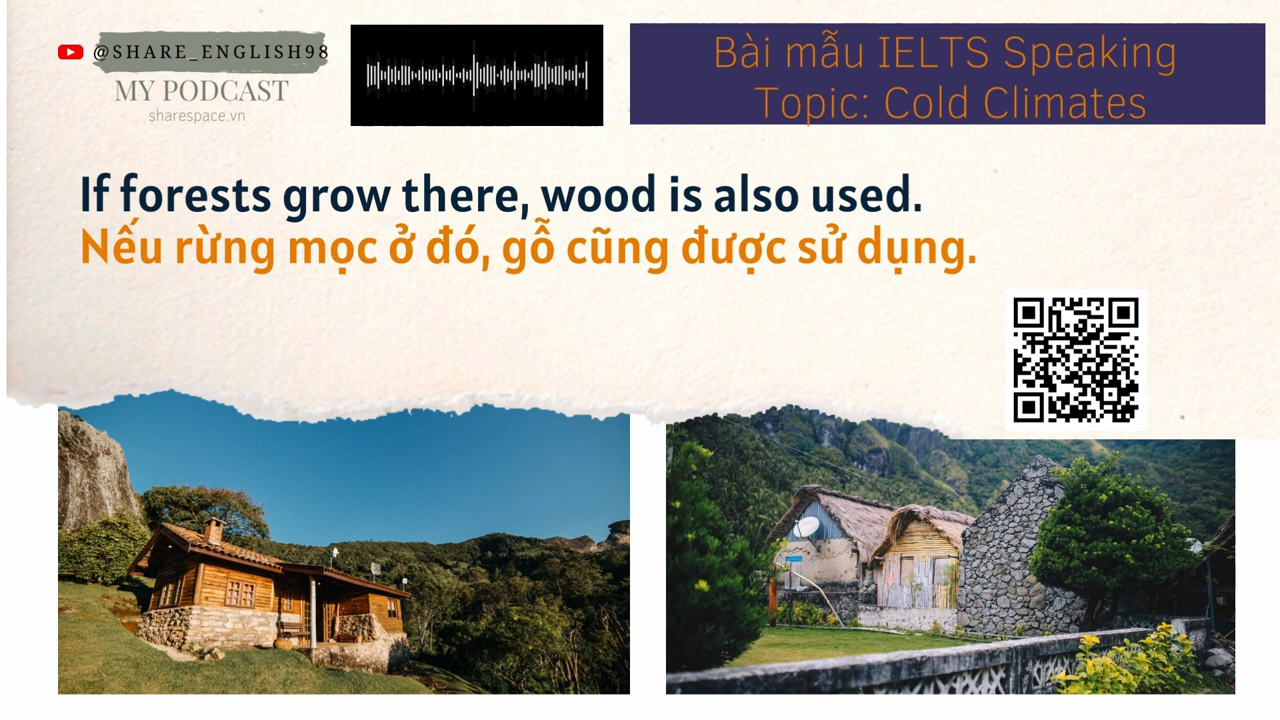 @SHARE_ENGLISH98
MY PODCAST
sharespace.vn
Bài mẫu IELTS Speaking
Topic: Cold Climates
If forests grow there, wood is also used.
Nếu rừng mọc ở đó, gỗ cũng được sử dụng.